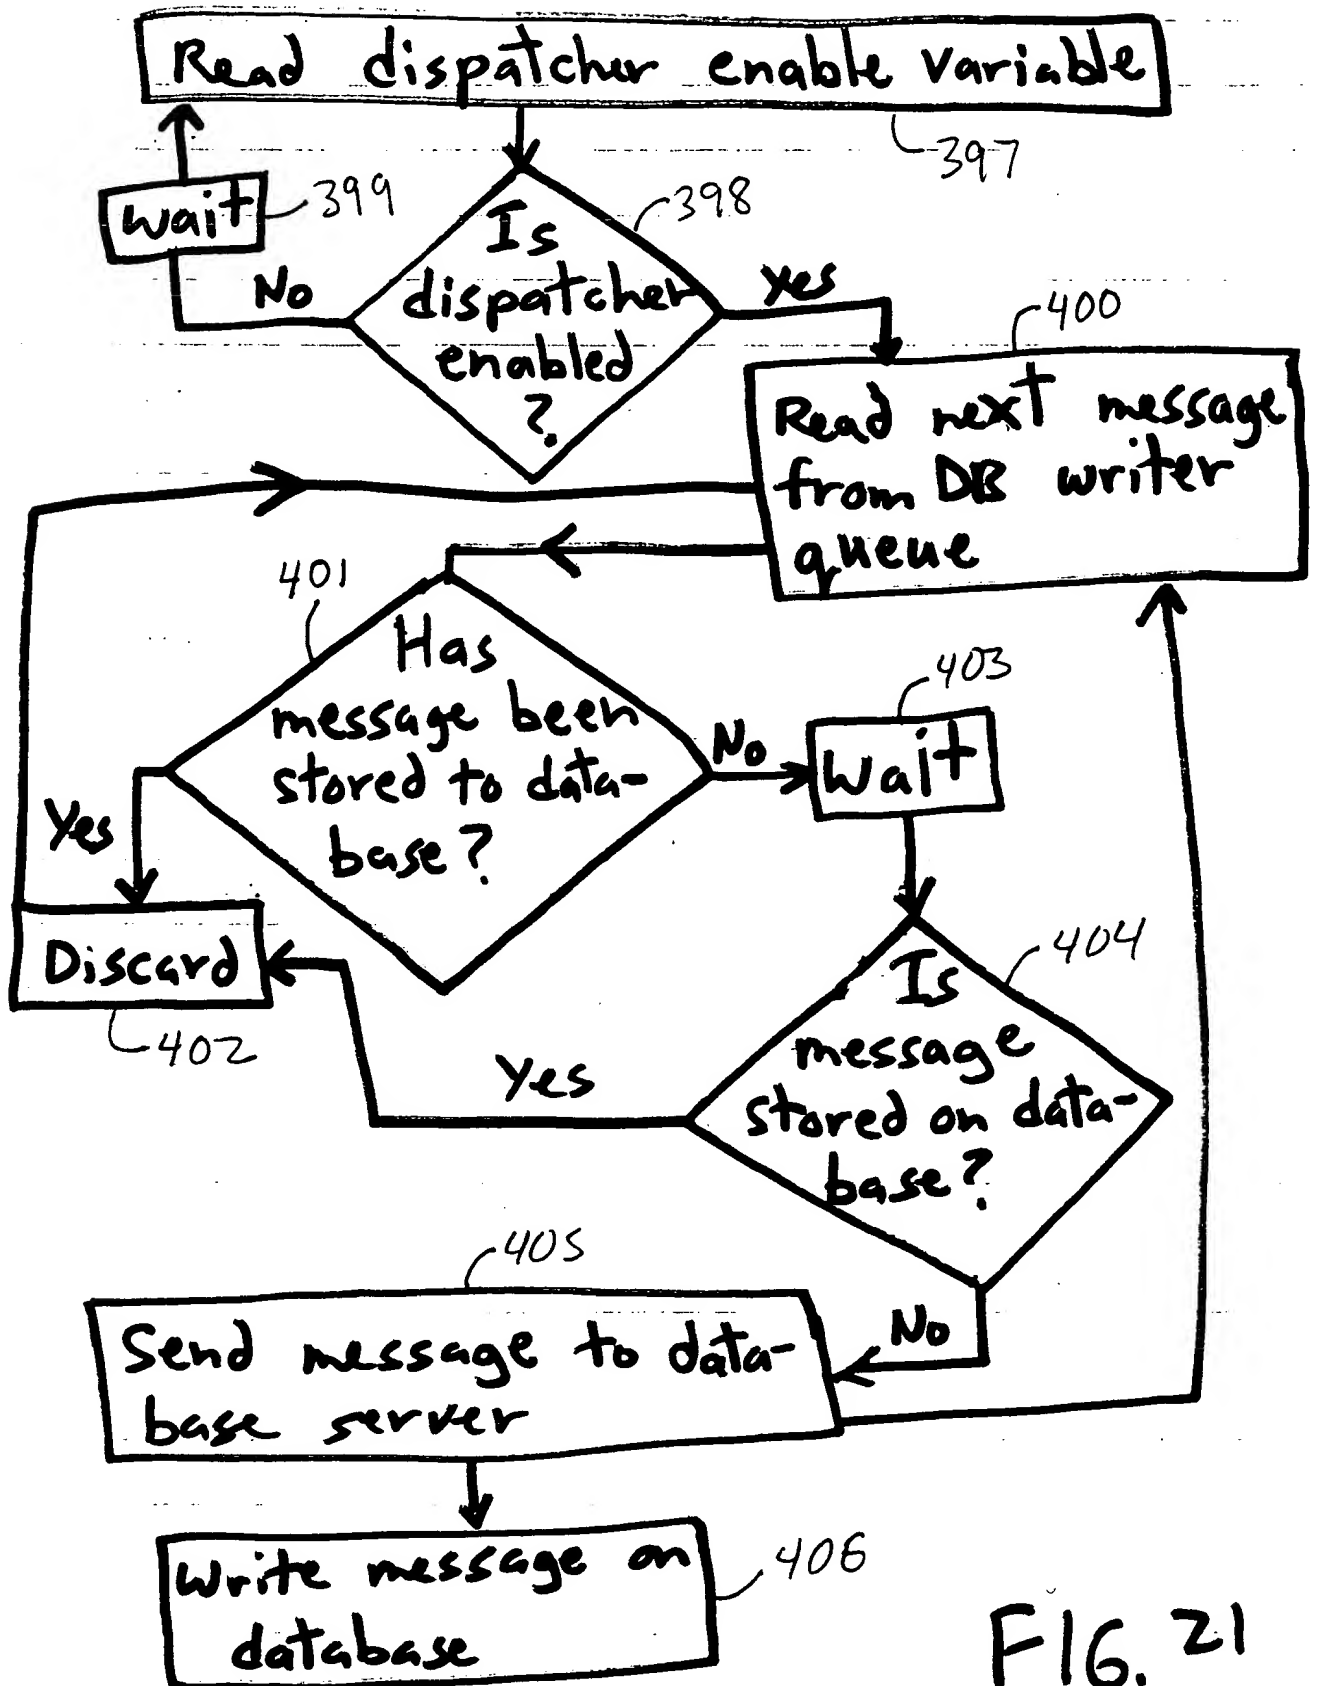 Read dispatcher enable variable
397
wait
399
398
Is
dispatcher
enabled
?
No
Yes
400
Read next message
from DB writer
queue
401
Has
message been
stored to data-
base?
No
403
Wait
Yes
Discard
402
404
Is
message
stored on data-
base?
Yes
No
405
Send message to data-
base server
Write message on
database
406
FIG. 21